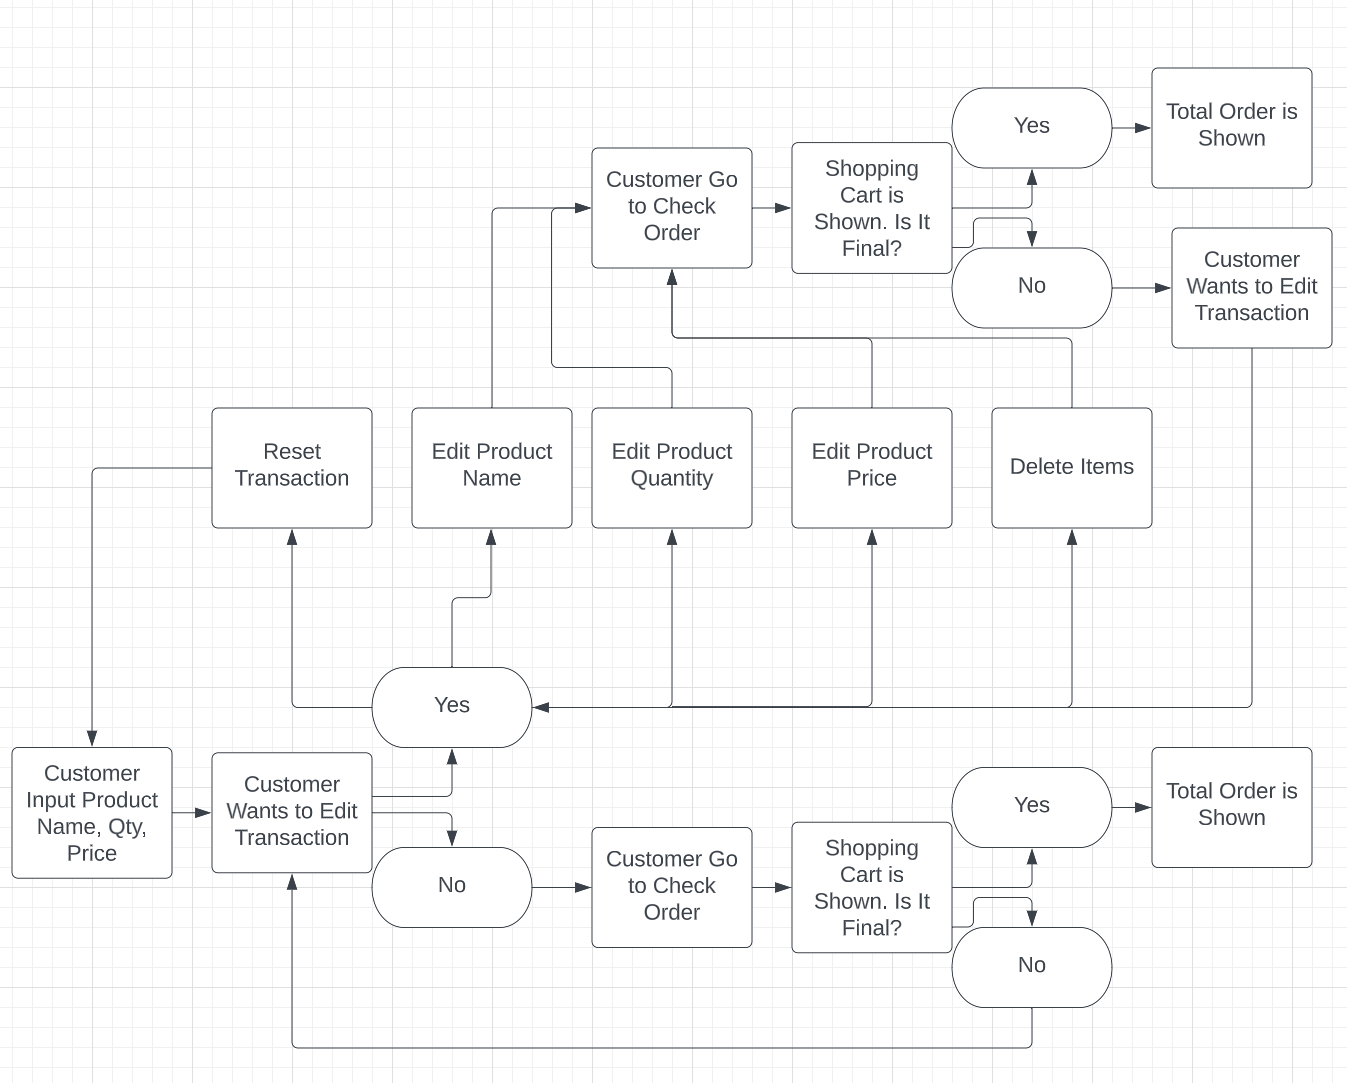 Yes
Total Order is
Shown
Customer Go
to Check
Order
Shopping
Cart is
Shown. Is It
Final?
No
Customer
Wants to Edit
Transaction
Reset
Transaction
Edit Product
Name
Edit Product
Quantity
Edit Product
Price
Delete Items
Yes
Customer
Input Product
Name, Qty,
Price
Customer
Wants to Edit
Transaction
No
Customer Go
to Check
Order
Shopping
Cart is
Shown. Is It
Final?
Yes
Total Order is
Shown
No